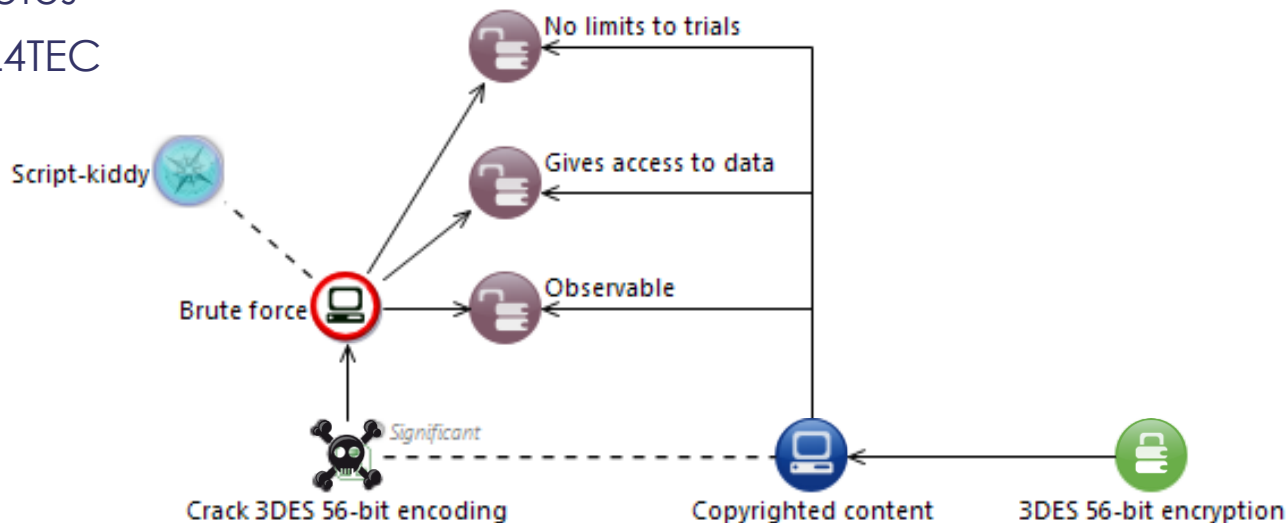 4TEC
No limits to trials
Script-kiddy
Gives access to data
Brute force
Observable
Significant
Crack 3DES 56-bit encoding
Copyrighted content
3DES 56-bit encryption